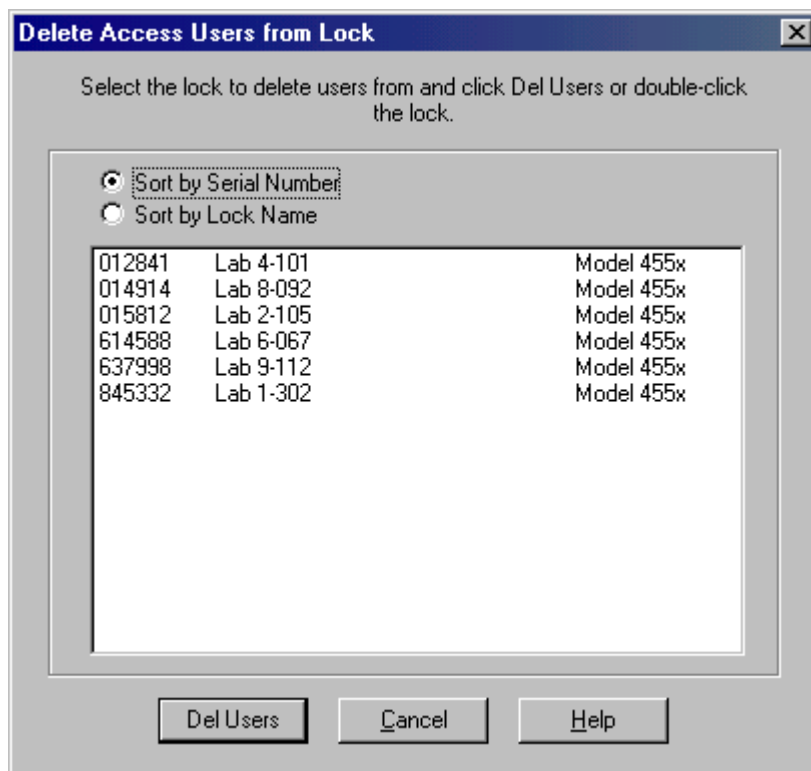 Delete Access Users from Lock
Select the lock to delete users from and click Del Users or double-click
the lock.
Sort by Serial Number
Sort by Lock Name
012841 Lab 4-101 Model 455x
014914 Lab 8-092 Model 455x
015812 Lab 2-105 Model 455x
614588 Lab 6-067 Model 455x
637998 Lab 9-112 Model 455x
845332 Lab 1-302 Model 455x
Del Users Cancel Help